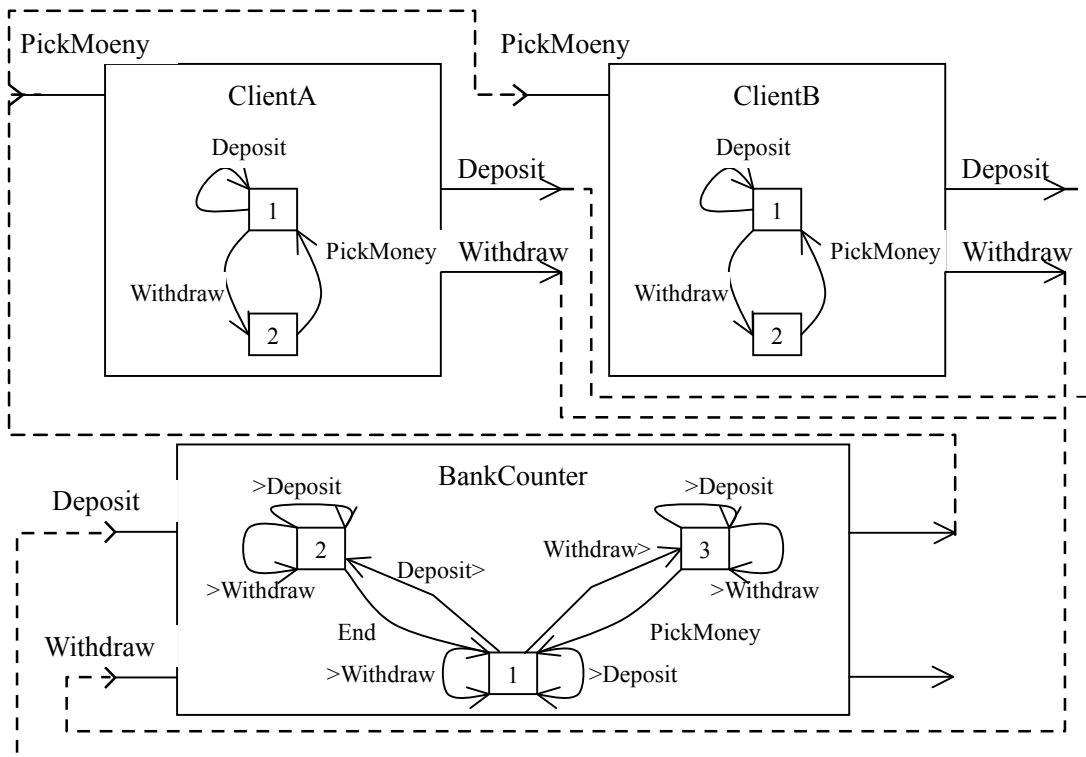 PickMoeny
PickMoeny
ClientA
ClientB
Deposit
Deposit
Deposit
Deposit
1
1
PickMoney
Withdraw
PickMoney
Withdraw
Withdraw
Withdraw
2
2
BankCounter
Deposit
>Deposit
>Deposit
2
Withdraw>
3
Deposit>
>Withdraw
>Withdraw
End
PickMoney
Withdraw
>Withdraw
1
>Deposit